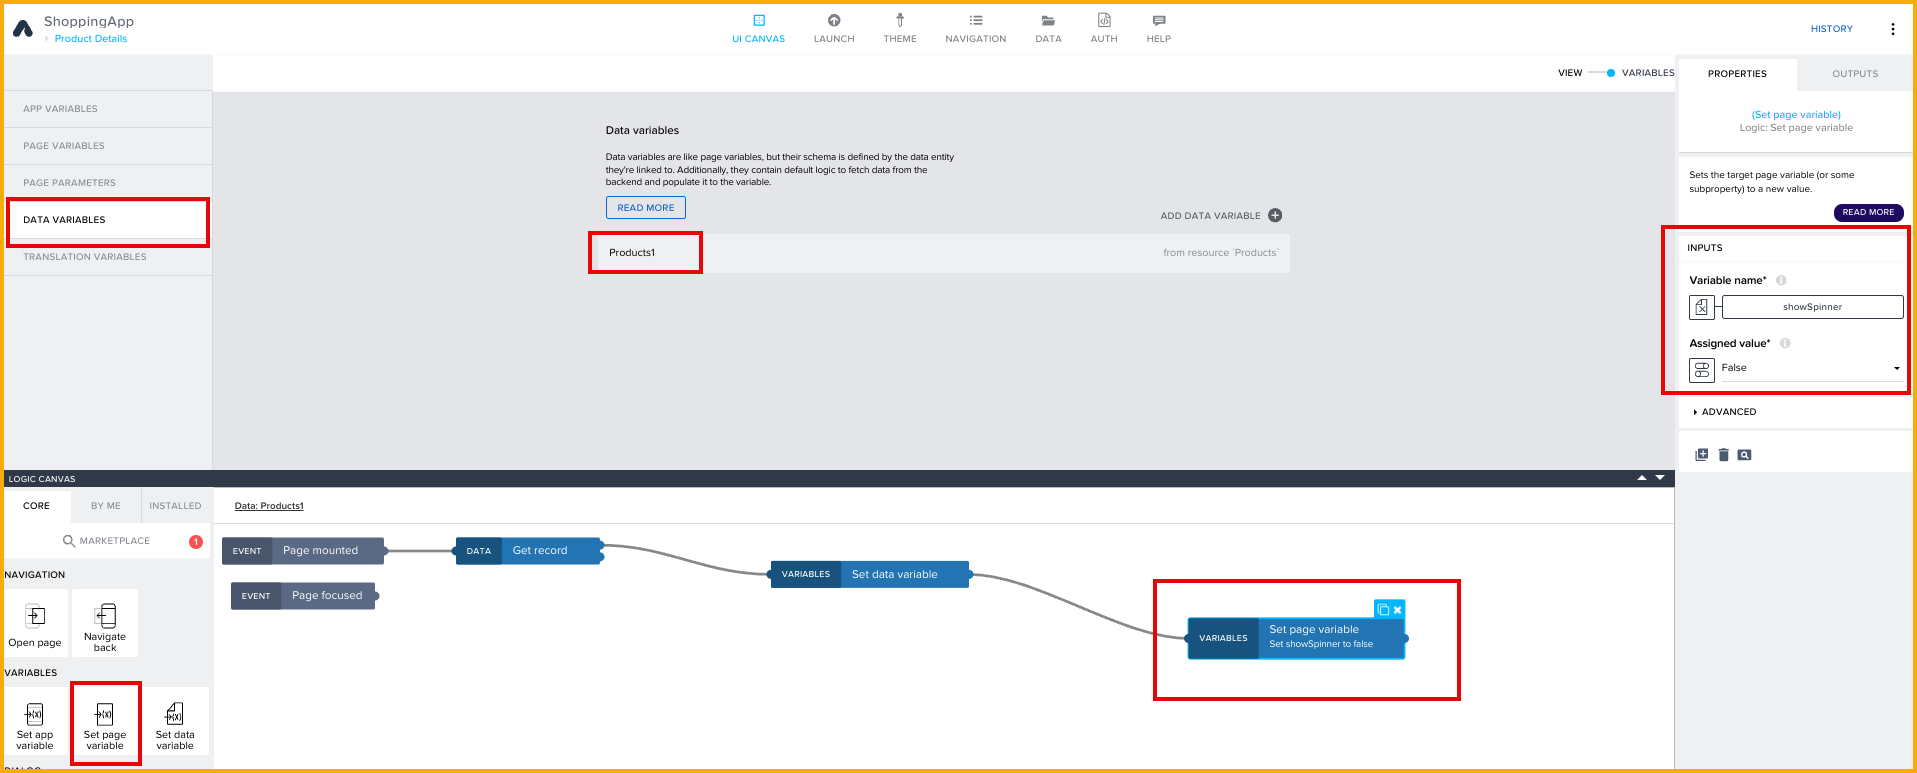 ShoppingApp
Product Details
UI CANVAS
LAUNCH
THEME
NAVIGATION
DATA
AUTH
HELP
HISTORY
VIEW
VARIABLES
PROPERTIES
OUTPUTS
APP VARIABLES
PAGE VARIABLES
PAGE PARAMETERS
DATA VARIABLES
TRANSLATION VARIABLES
Data variables
Data variables are like page variables, but their schema is defined by the data entity
they're linked to. Additionally, they contain default logic to fetch data from the
backend and populate it to the variable.
READ MORE
ADD DATA VARIABLE
Products1
from resource `Products`
(Set page variable)
Logic: Set page variable
Sets the target page variable (or some
subproperty) to a new value.
READ MORE
INPUTS
Variable name*
showSpinner
Assigned value*
False
ADVANCED
LOGIC CANVAS
CORE
BY ME
INSTALLED
MARKETPLACE
1
NAVIGATION
Open page
Navigate
back
VARIABLES
Set app
variable
Set page
variable
Set data
variable
DIALOG
Data: Products1
EVENT
Page mounted
DATA
Get record
EVENT
Page focused
VARIABLES
Set data variable
VARIABLES
Set page variable
Set showSpinner to false